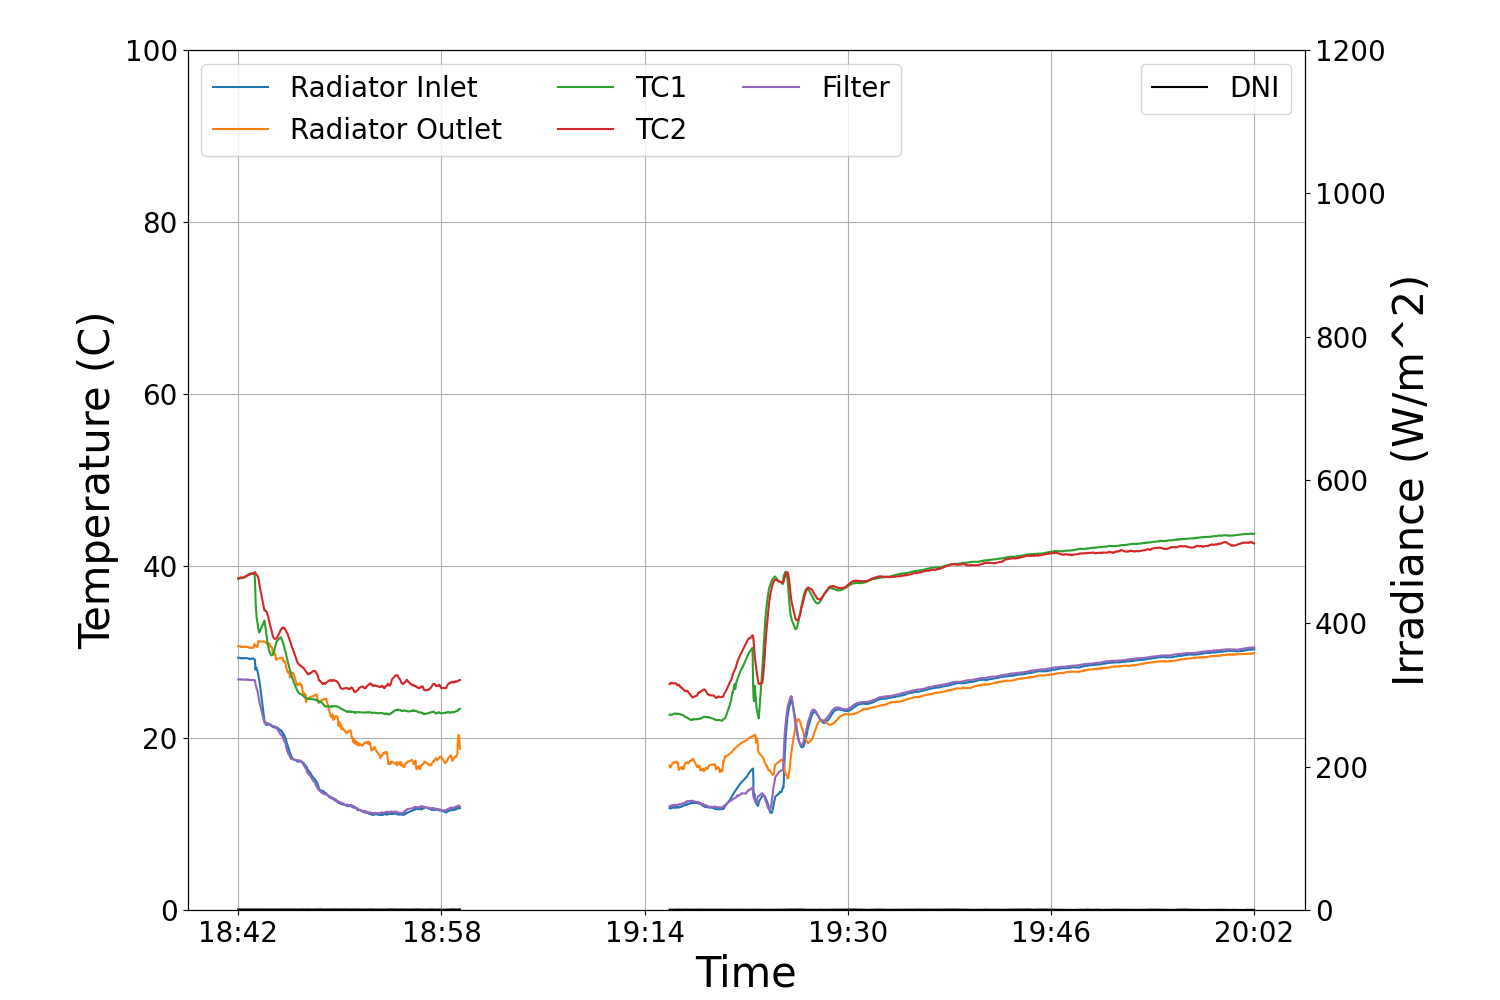 100
80
60
40
20
0
Temperature (C)
Radiator Inlet
Radiator Outlet
TC1
TC2
Filter
DNI
1200
1000
800
600
400
200
0
Irradiance (W/m^2)
18:42 18:58 19:14 19:30 19:46 20:02
Time